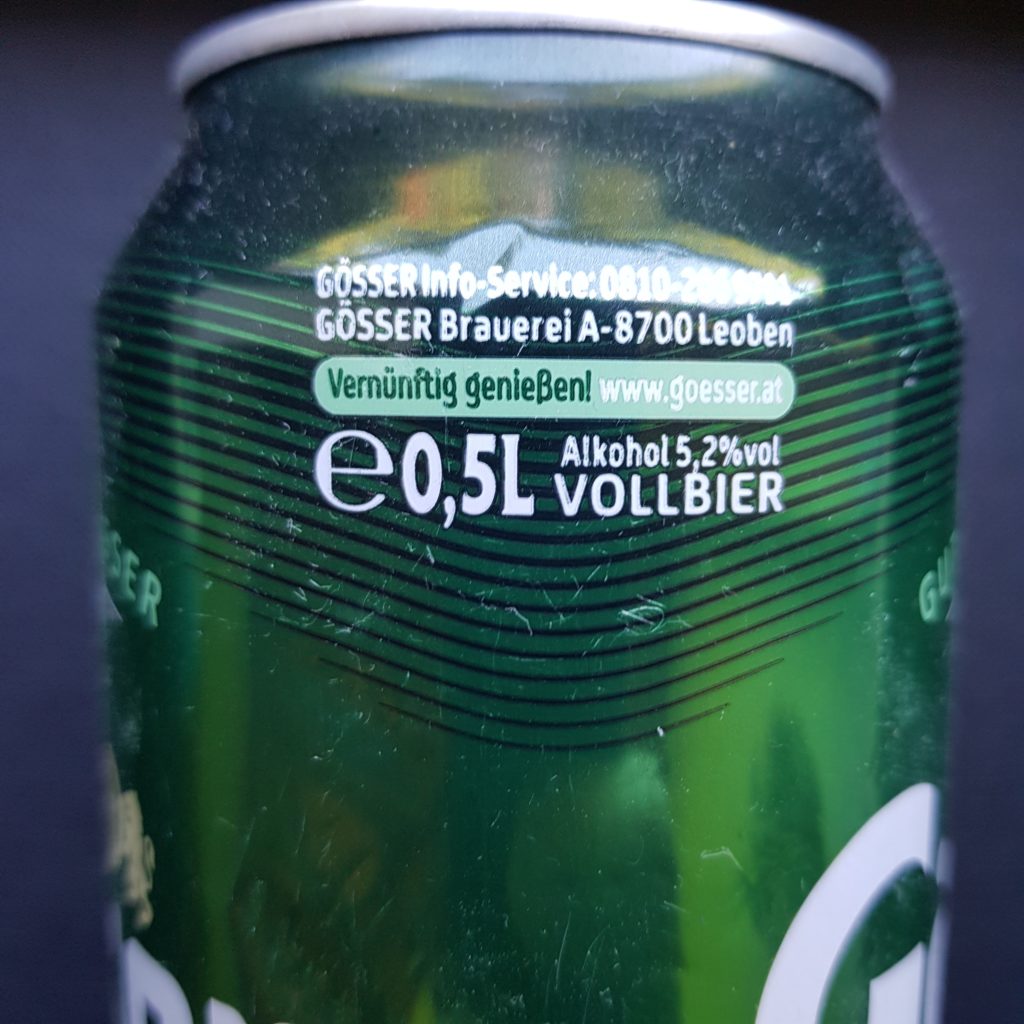 GÖSSER Info-Service: 0810-
GÖSSER Brauerei A-8700 Leoben
Vernünftig genießen! www.goesser.at
℮ 0,5L Alkohol 5,2%vol
VOLLBIER